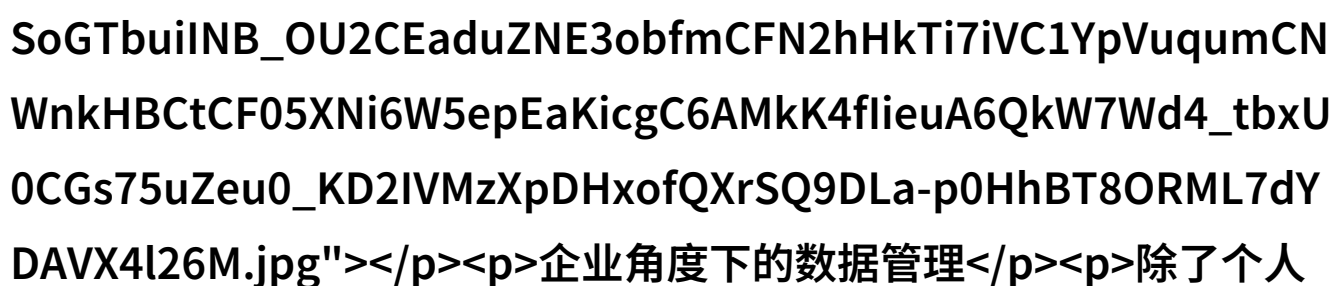 SoGTbuiINB_OU2CEaduZNE3obfmCFN2hHkTi7iVC1YpVuqumCN
WnkHBCtCF05XNi6W5epEaKicgC6AMkK4fIieuA6QkW7Wd4_tbxU
0CGs75uZeu0_KD2IVMzXpDHxofQXrSQ9DLa-p0HhBT8ORML7dY
DAVX4l26M.jpg"></p><p>企业角度下的数据管理</p><p>除了个人